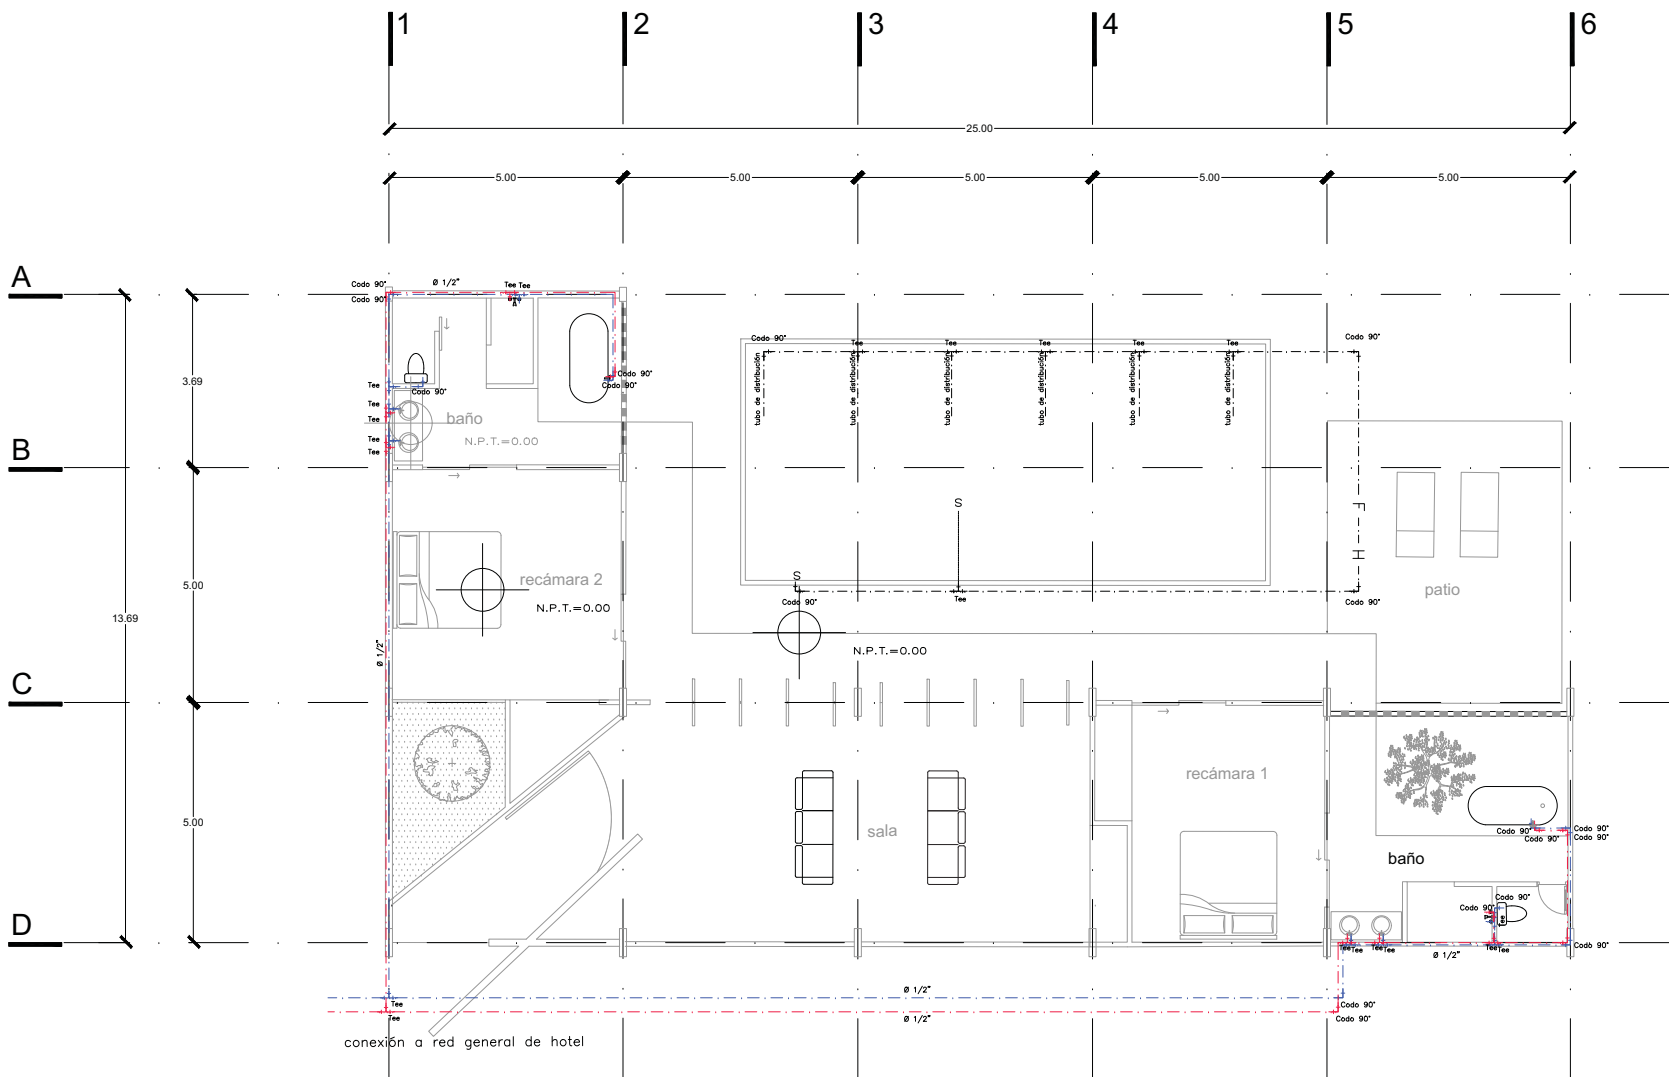 1 2 3 4 5 6
25.00
5.00 5.00 5.00 5.00 5.00
A
Codo 90° Ø 1/2" Tee Tee
Codo 90°
Codo 90° Tee Tee Tee Tee Tee Codo 90°
tubo de distribución tubo de distribución tubo de distribución tubo de distribución tubo de distribución tubo de distribución
3.69
Codo 90°
Tee Codo 90°
Codo 90°
Tee
Tee
baño
Tee N.P.T.=0.00
Tee
B
S
F
H
5.00
recámara 2
S
patio
N.P.T.=0.00
Codo 90° Tee Codo 90°
13.69
Ø 1/2"
N.P.T.=0.00
C
recámara 1
5.00
sala
Codo 90° Codo 90°
Codo 90° Codo 90°
baño
Codo 90°
Codo 90°
Tee
D
Tee Tee Tee Tee Tee Tee Codo 90°
Ø 1/2"
Ø 1/2"
Tee Codo 90°
Tee Ø 1/2" Codo 90°
conexión a red general de hotel